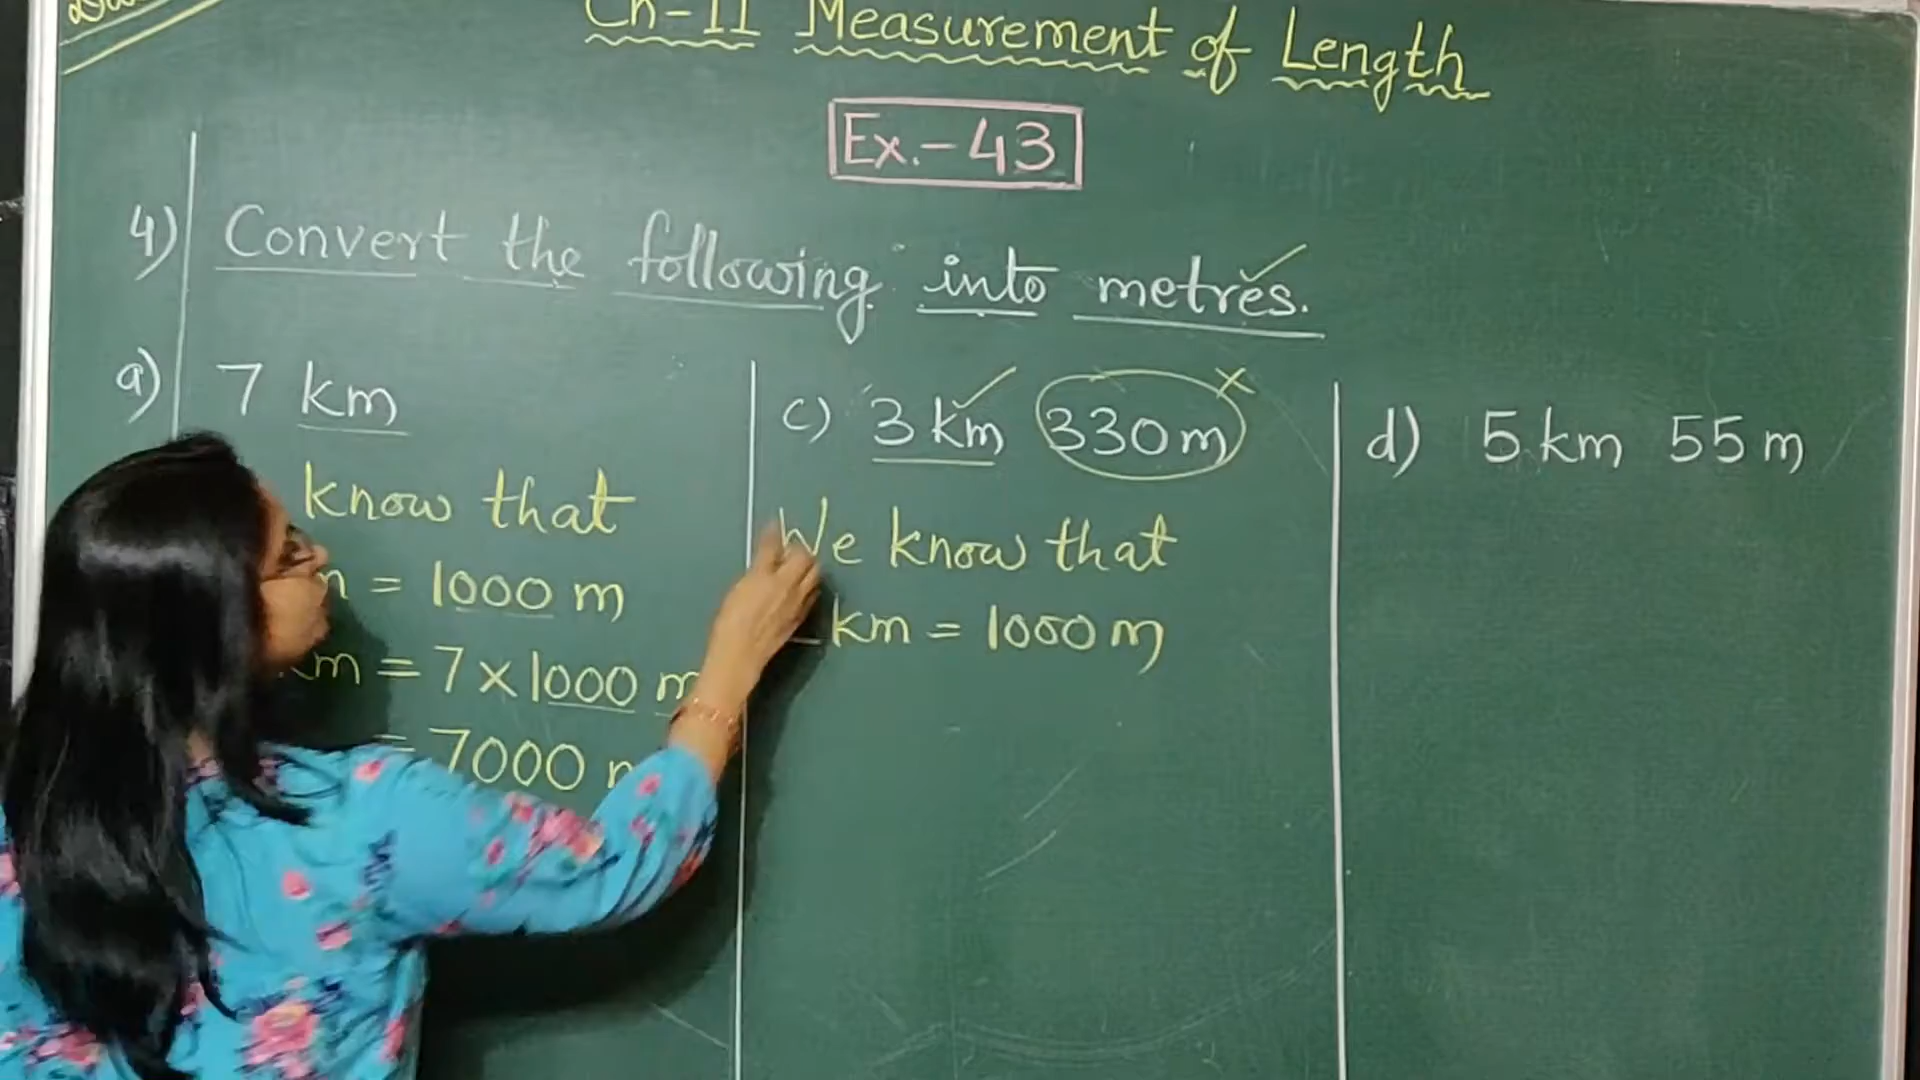 Ch-11 Measurement of Length
Ex.-43
4) Convert the following into metres.
a) 7 km
know that
= 1000 m
km = 7 x 1000 m
= 7000 m
c) 3 km 330 m
We know that
km = 1000 m
d) 5 km 55 m